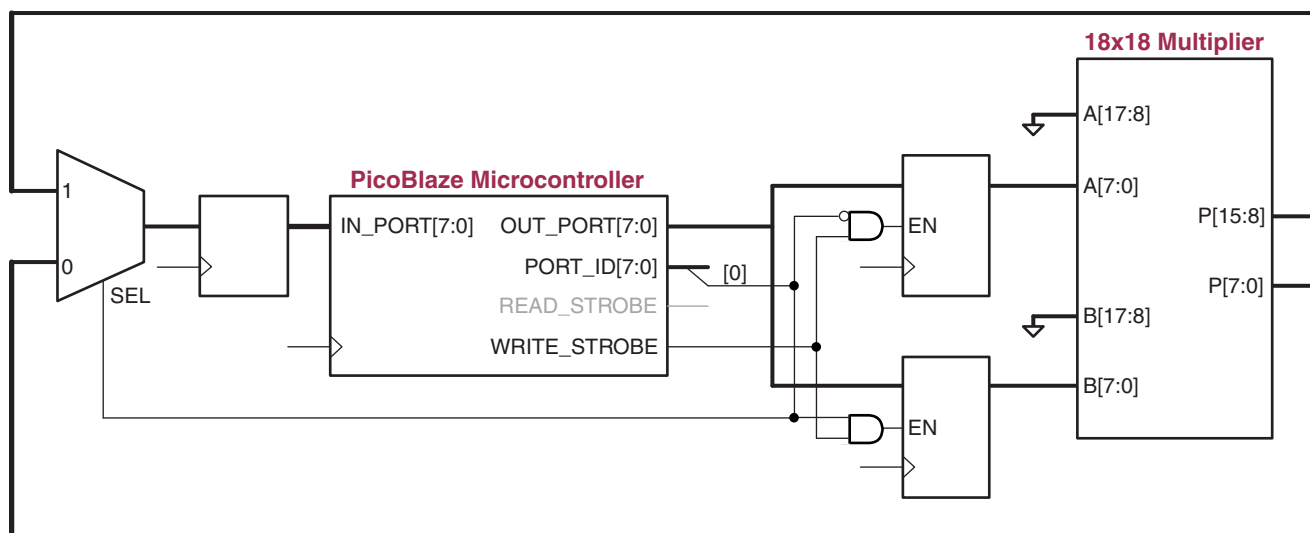 18x18 Multiplier
A[17:8]
A[7:0]
P[15:8]
P[7:0]
B[17:8]
B[7:0]
PicoBlaze Microcontroller
IN_PORT[7:0]
OUT_PORT[7:0]
PORT_ID[7:0]
[0]
READ_STROBE
WRITE_STROBE
1
0
SEL
EN
EN